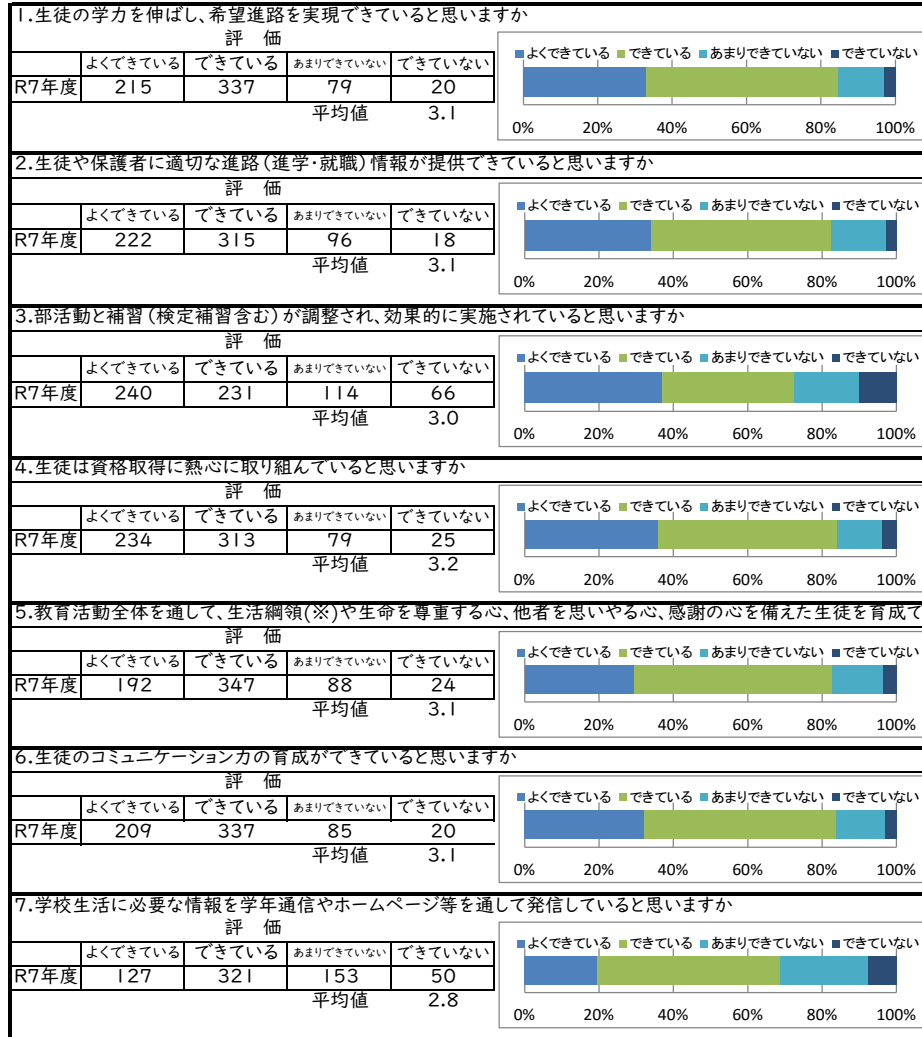 1.生徒の学力を伸ばし、希望進路を実現できていると思いますか
評 価
よくできている できている あまりできていない できていない
R7年度 215 337 79 20
平均値 3.1
よくできている できている あまりできていない できていない
0% 20% 40% 60% 80% 100%
2.生徒や保護者に適切な進路(進学・就職)情報が提供できていると思いますか
評 価
よくできている できている あまりできていない できていない
R7年度 222 315 96 18
平均値 3.1
よくできている できている あまりできていない できていない
0% 20% 40% 60% 80% 100%
3.部活動と補習(検定補習含む)が調整され、効果的に実施されていると思いますか
評 価
よくできている できている あまりできていない できていない
R7年度 240 231 114 66
平均値 3.0
よくできている できている あまりできていない できていない
0% 20% 40% 60% 80% 100%
4.生徒は資格取得に熱心に取り組んでいると思いますか
評 価
よくできている できている あまりできていない できていない
R7年度 234 313 79 25
平均値 3.2
よくできている できている あまりできていない できていない
0% 20% 40% 60% 80% 100%
5.教育活動全体を通して、生活綱領(※)や生命を尊重する心、他者を思いやる心、感謝の心を備えた生徒を育成で
評 価
よくできている できている あまりできていない できていない
R7年度 192 347 88 24
平均値 3.1
よくできている できている あまりできていない できていない
0% 20% 40% 60% 80% 100%
6.生徒のコミュニケーション力の育成ができていると思いますか
評 価
よくできている できている あまりできていない できていない
R7年度 209 337 85 20
平均値 3.1
よくできている できている あまりできていない できていない
0% 20% 40% 60% 80% 100%
7.学校生活に必要な情報を学年通信やホームページ等を通して発信していると思いますか
評 価
よくできている できている あまりできていない できていない
R7年度 127 321 153 50
平均値 2.8
よくできている できている あまりできていない できていない
0% 20% 40% 60% 80% 100%